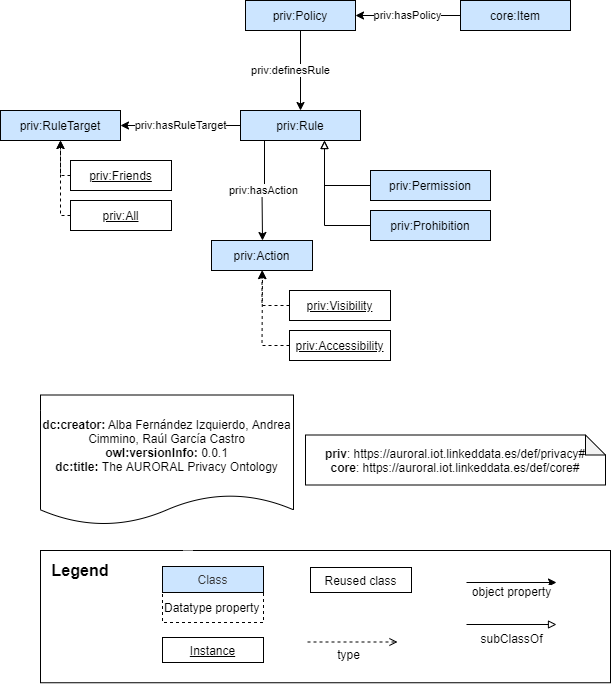 priv:Policy
priv:hasPolicy
core:Item
priv:definesRule
priv:RuleTarget
priv:hasRuleTarget
priv:Rule
priv:Friends
priv:hasAction
priv:Permission
priv:All
priv:Prohibition
priv:Action
priv:Visibility
priv:Accessibility
dc:creator: Alba Fernández Izquierdo, Andrea
Cimmino, Raúl García Castro
owl:versionInfo: 0.0.1
dc:title: The AURORAL Privacy Ontology
priv: https://auroral.iot.linkeddata.es/def/privacy#
core: https://auroral.iot.linkeddata.es/def/core#
Legend
Class
Datatype property
Reused class
object property
Instance
type
subClassOf